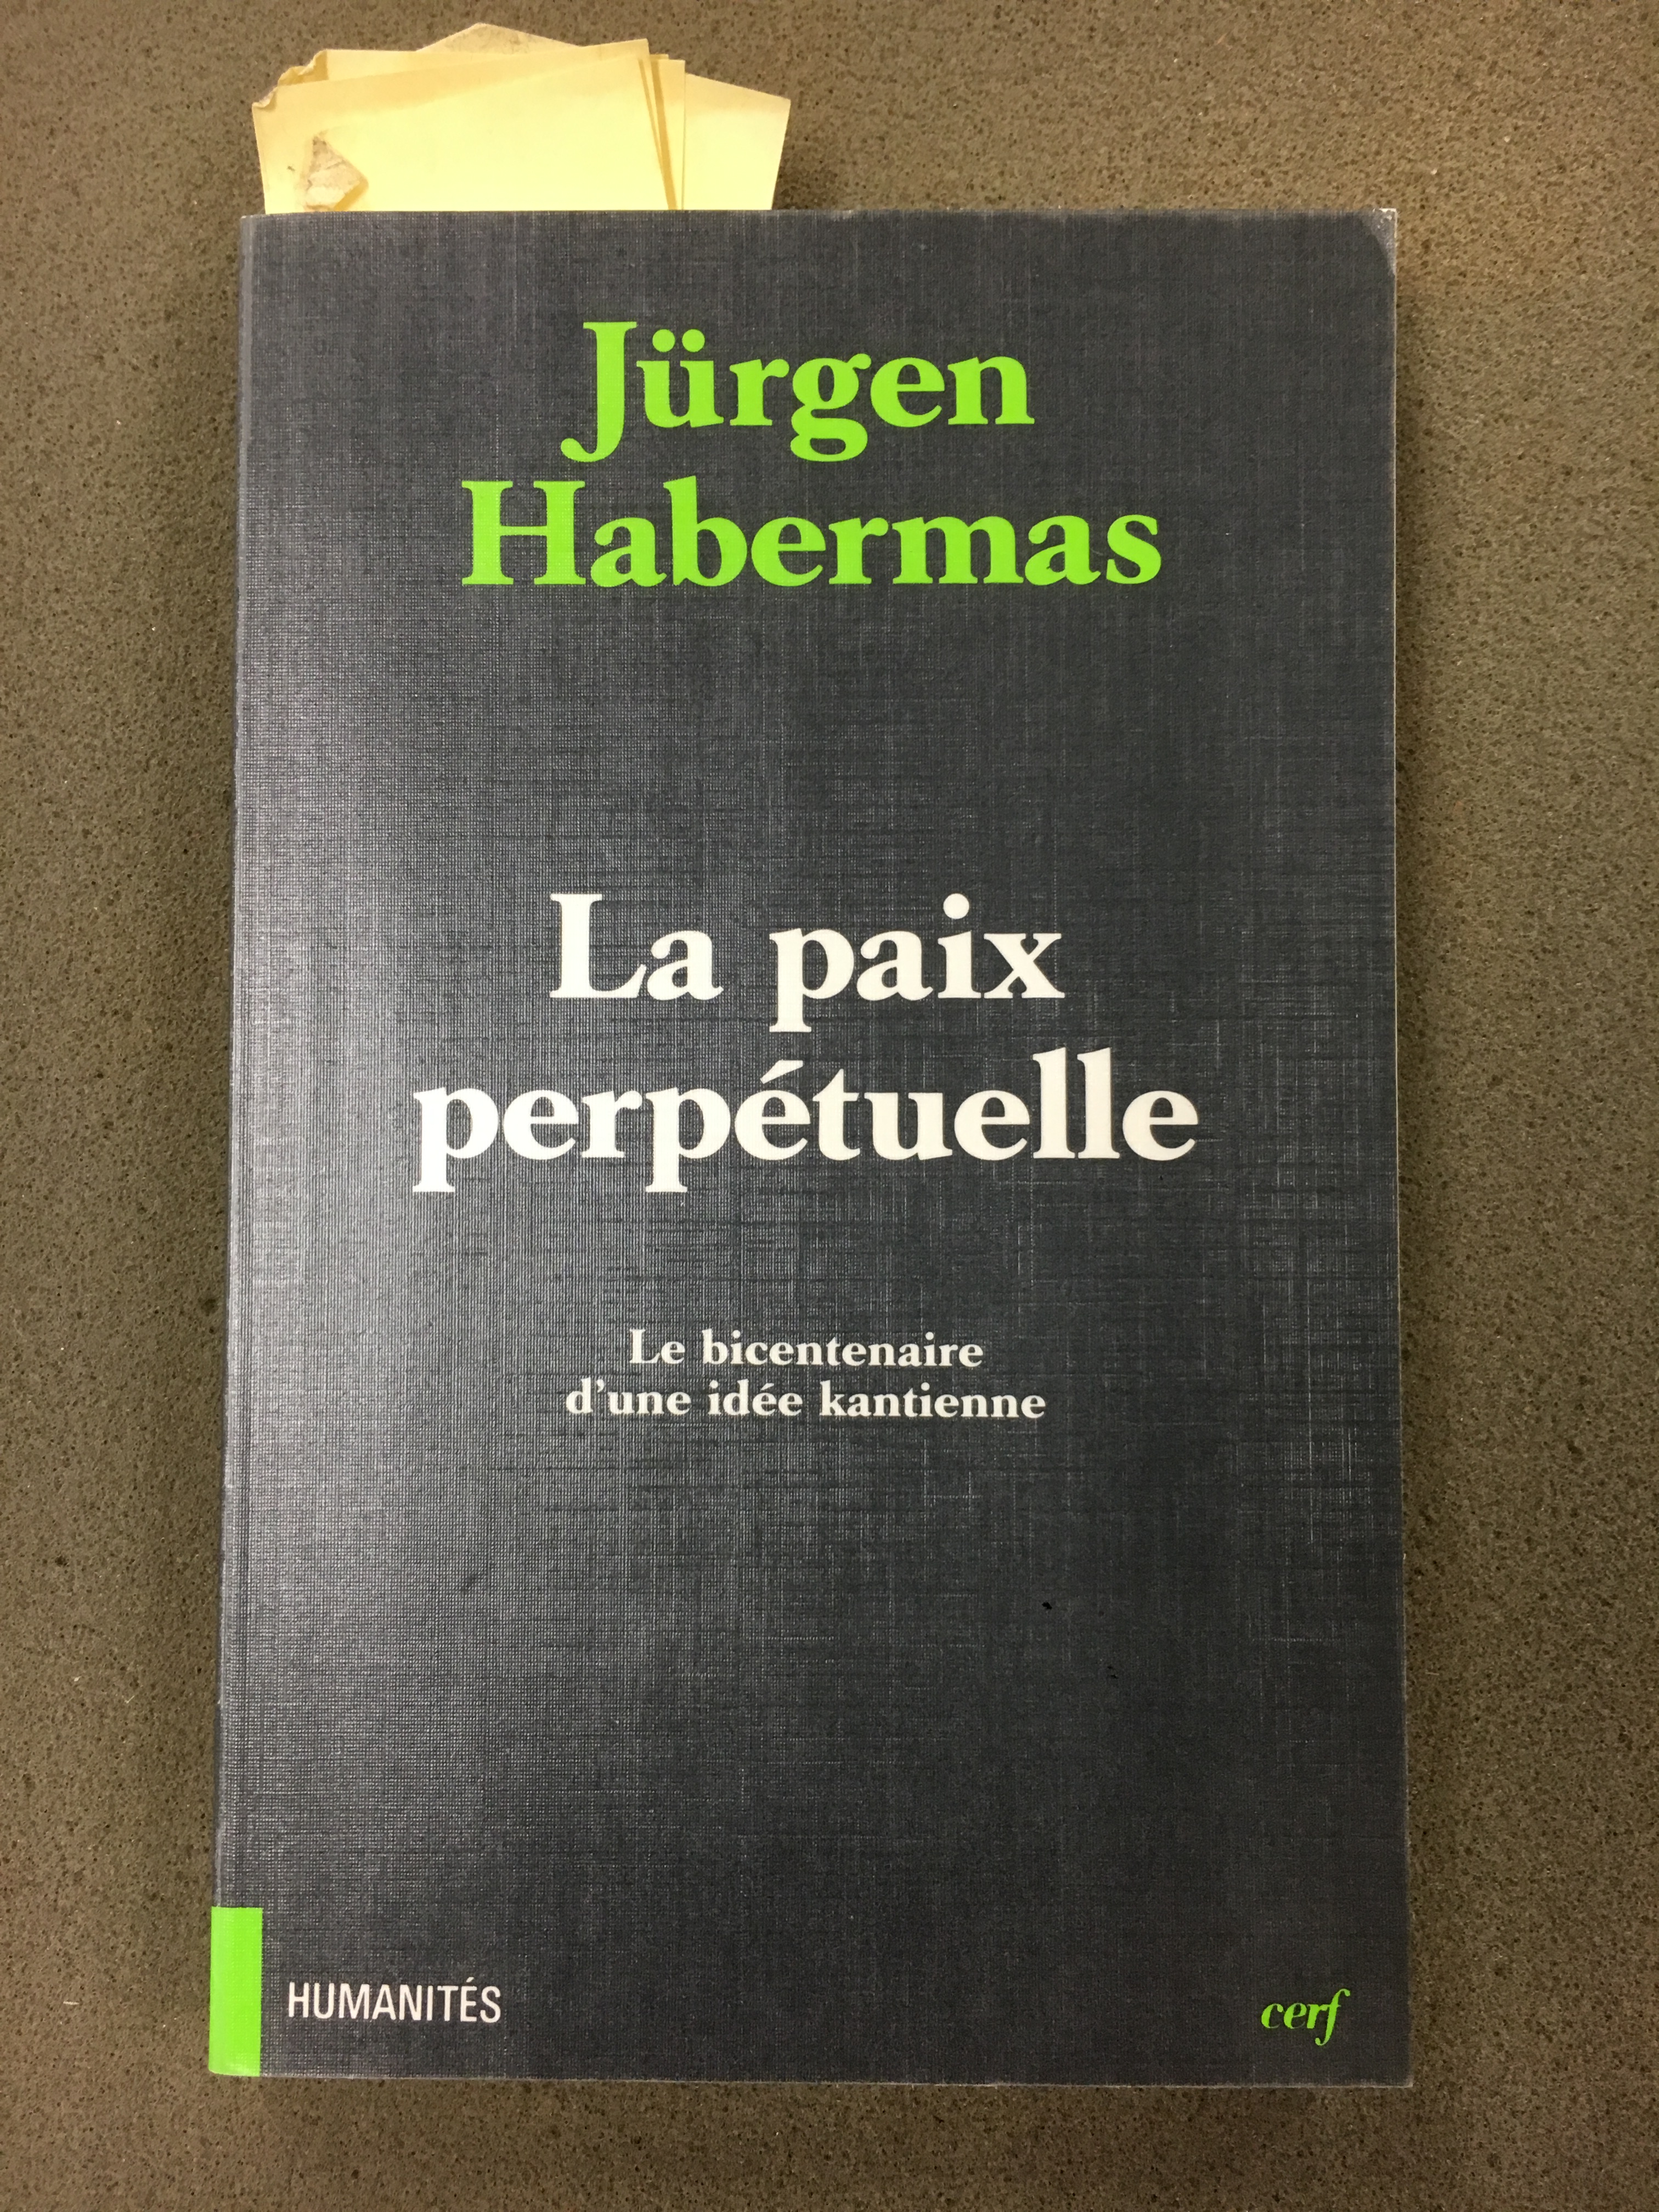 Jürgen
Habermas
La paix
perpétuelle
Le bicentenaire
d'une idée kantienne
HUMANITÉS
cerf